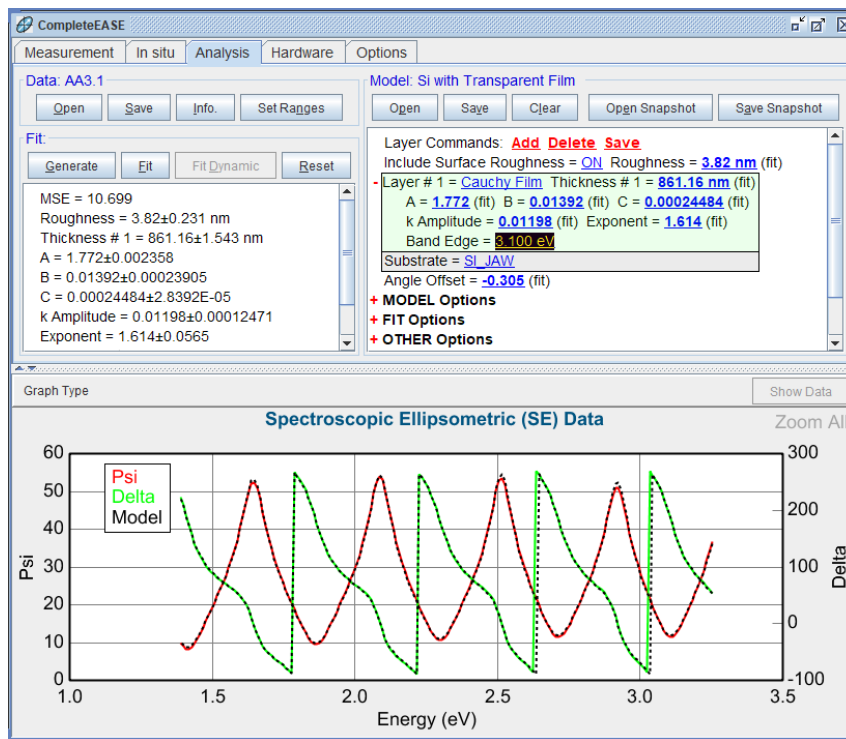 CompleteEASE
Measurement In situ Analysis Hardware Options
Data: AA3.1
Open Save Info. Set Ranges
Fit:
Generate Fit Fit Dynamic Reset
MSE = 10.699
Roughness = 3.82±0.231 nm
Thickness # 1 = 861.16±1.543 nm
A = 1.772±0.002358
B = 0.01392±0.00023905
C = 0.00024484±2.8392E-05
k Amplitude = 0.01198±0.00012471
Exponent = 1.614±0.0565
Model: Si with Transparent Film
Open Save Clear Open Snapshot Save Snapshot
Layer Commands: Add Delete Save
Include Surface Roughness = ON Roughness = 3.82 nm (fit)
- Layer # 1 = Cauchy Film Thickness # 1 = 861.16 nm (fit)
A = 1.772 (fit) B = 0.01392 (fit) C = 0.00024484 (fit)
k Amplitude = 0.01198 (fit) Exponent = 1.614 (fit)
Band Edge = 3.100 eV
Substrate = SI_JAW
Angle Offset = -0.305 (fit)
+ MODEL Options
+ FIT Options
+ OTHER Options
Graph Type Show Data
Spectroscopic Ellipsometric (SE) Data
Zoom All
Psi
Delta
Model
60
50
40
30
20
10
0
Psi
300
200
100
0
-100
Delta
1.0 1.5 2.0 2.5 3.0 3.5
Energy (eV)